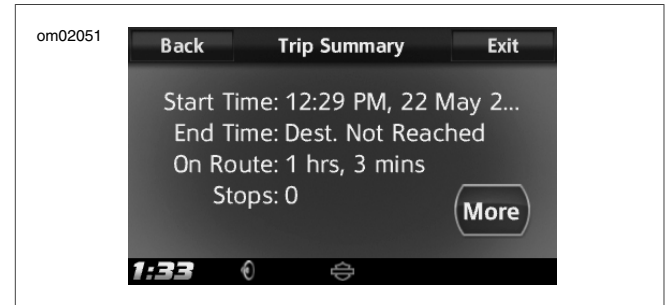 om02051
Back Trip Summary Exit
Start Time: 12:29 PM, 22 May 2...
End Time: Dest. Not Reached
On Route: 1 hrs, 3 mins
Stops: 0
More
1:33